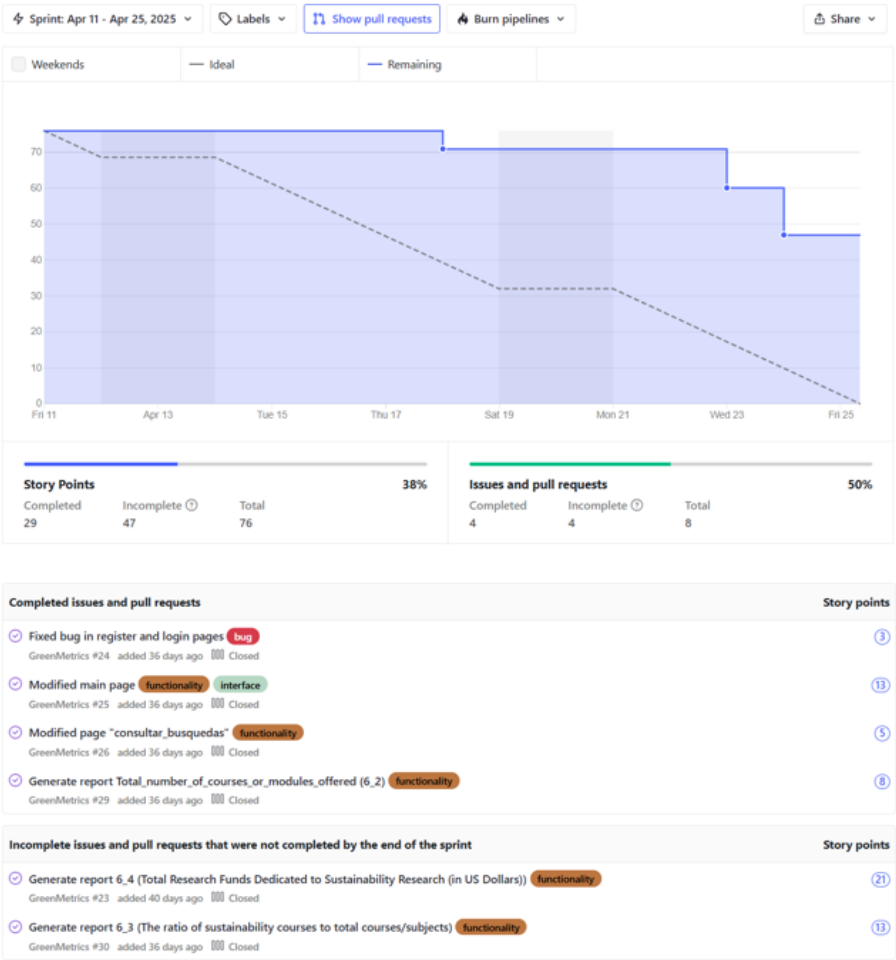 Sprint: Apr 11 - Apr 25, 2025 Labels Show pull requests Burn pipelines Share
Weekends Ideal Remaining
70
60
50
40
30
20
10
0
Fri 11 Apr 13 Tue 15 Thu 17 Sat 19 Mon 21 Wed 23 Fri 25
Story Points 38%
Completed Incomplete Total
29 47 76
Issues and pull requests 50%
Completed Incomplete Total
4 4 8
Completed issues and pull requests Story points
Fixed bug in register and login pages bug 3
GreenMetrics #24 added 36 days ago Closed
Modified main page functionality interface 13
GreenMetrics #25 added 36 days ago Closed
Modified page "consultar_busquedas" functionality 5
GreenMetrics #26 added 36 days ago Closed
Generate report Total_number_of_courses_or_modules_offered (6_2) functionality 8
GreenMetrics #29 added 36 days ago Closed
Incomplete issues and pull requests that were not completed by the end of the sprint Story points
Generate report 6_4 (Total Research Funds Dedicated to Sustainability Research (in US Dollars)) functionality 21
GreenMetrics #23 added 40 days ago Closed
Generate report 6_3 (The ratio of sustainability courses to total courses/subjects) functionality 13
GreenMetrics #30 added 36 days ago Closed